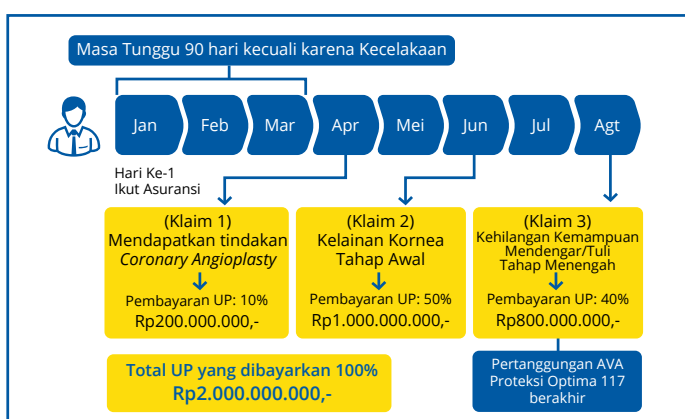 Masa Tunggu 90 hari kecuali karena Kecelakaan
Jan Feb Mar Apr Mei Jun Jul Agt
Hari Ke-1
Ikut Asuransi
(Klaim 1)
Mendapatkan tindakan
Coronary Angioplasty
Pembayaran UP: 10%
Rp200.000.000,-
(Klaim 2)
Kelainan Kornea
Tahap Awal
Pembayaran UP: 50%
Rp1.000.000.000,-
(Klaim 3)
Kehilangan Kemampuan
Mendengar/Tuli
Tahap Menengah
Pembayaran UP: 40%
Rp800.000.000,-
Total UP yang dibayarkan 100%
Rp2.000.000.000,-
Pertanggungan AVA
Proteksi Optima 117
berakhir